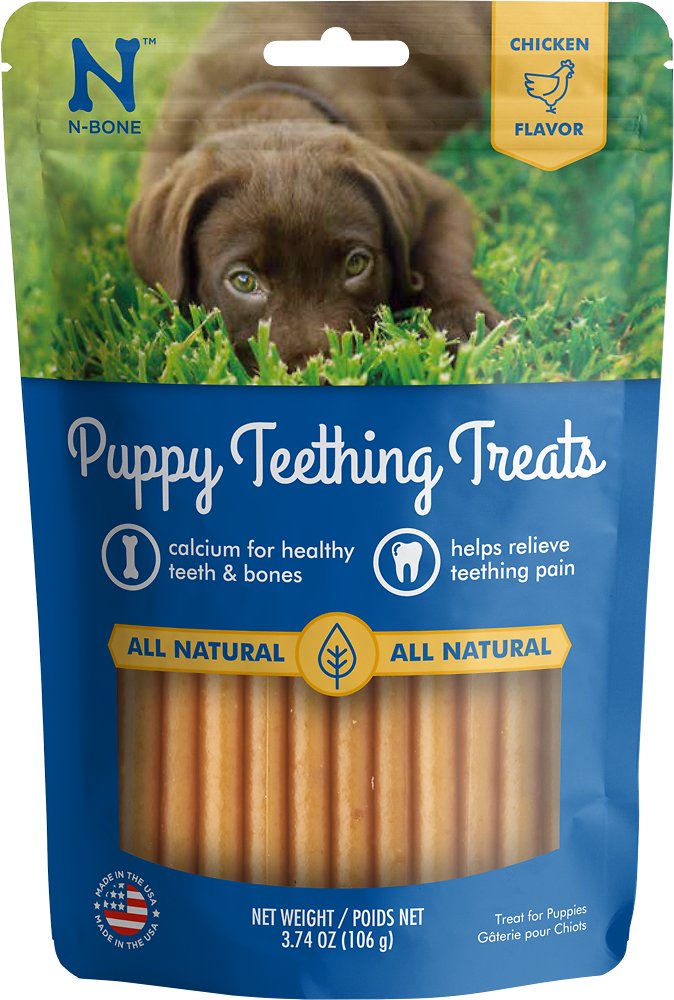 N™
N-BONE
CHICKEN
FLAVOR
Puppy Teething Treats
calcium for healthy
teeth & bones
helps relieve
teething pain
ALL NATURAL
ALL NATURAL
MADE IN THE USA
MADE IN THE USA
NET WEIGHT / POIDS NET
3.74 OZ (106 g)
Treat for Puppies
Gâterie pour Chiots